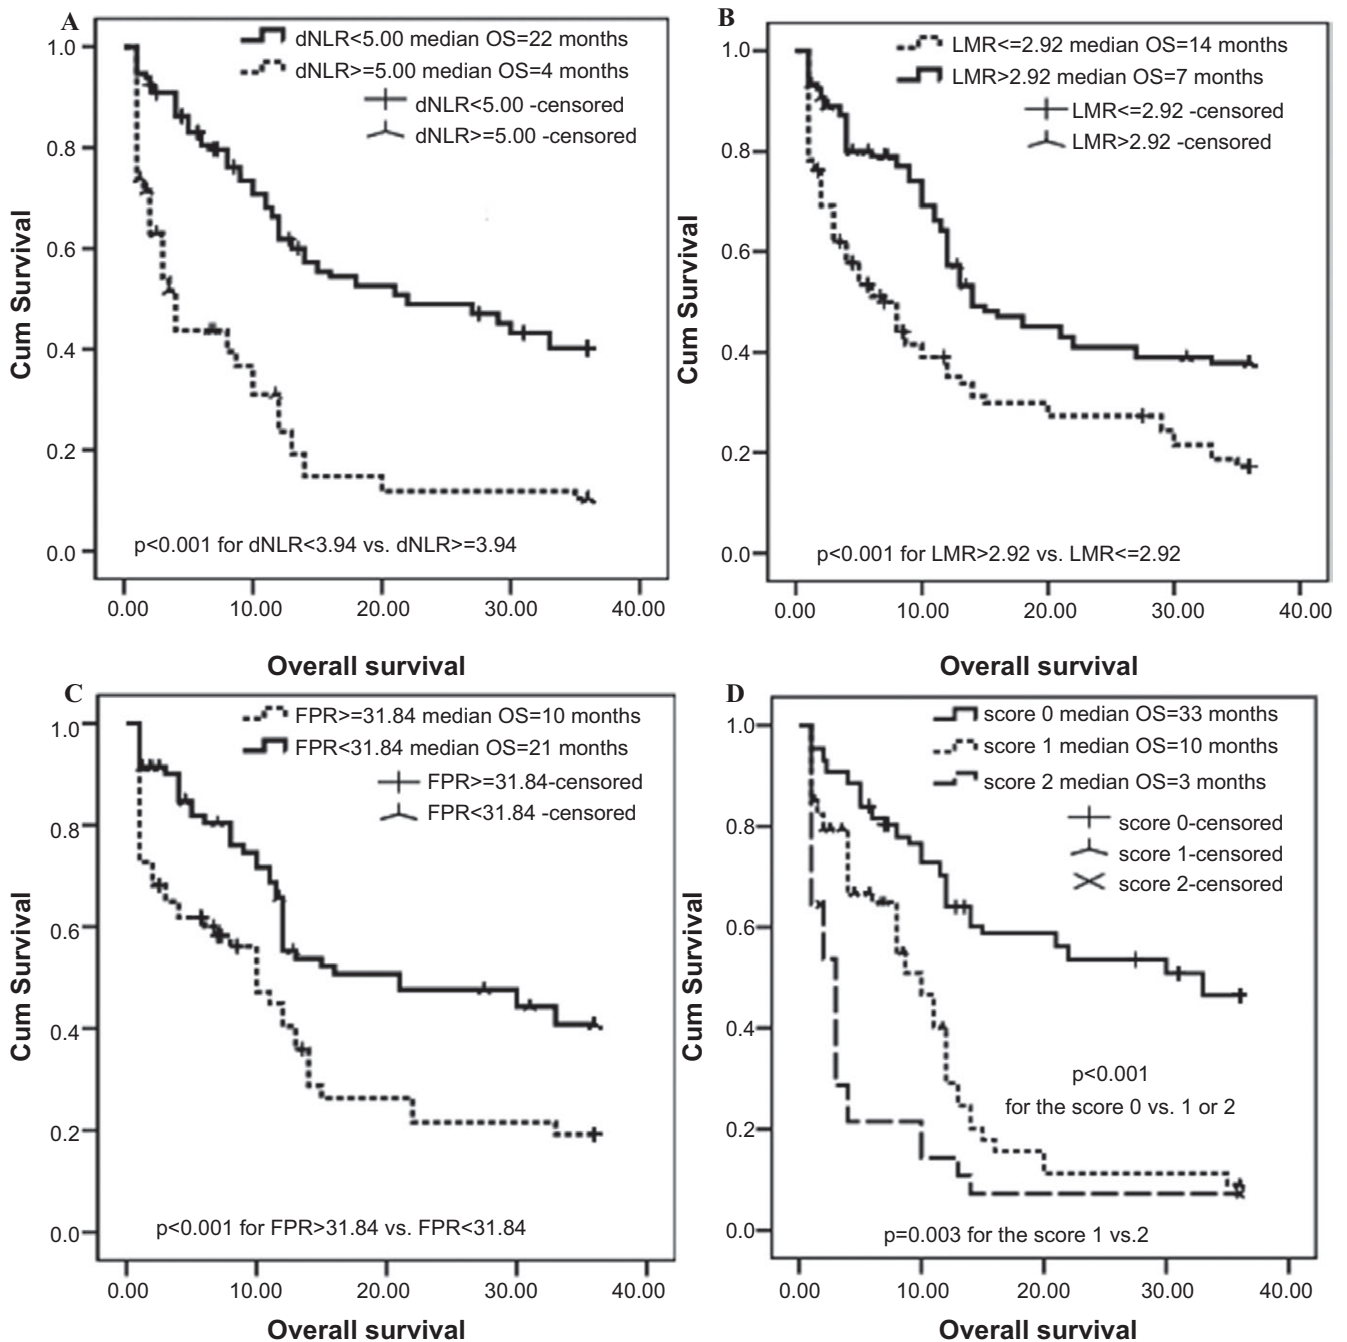 A
dNLR<5.00 median OS=22 months
dNLR>=5.00 median OS=4 months
dNLR<5.00 -censored
dNLR>=5.00 -censored
1.0
0.8
0.6
0.4
0.2
0.0
Cum Survival
p<0.001 for dNLR<3.94 vs. dNLR>=3.94
0.00 10.00 20.00 30.00 40.00
Overall survival
B
LMR<=2.92 median OS=14 months
LMR>2.92 median OS=7 months
LMR<=2.92 -censored
LMR>2.92 -censored
1.0
0.8
0.6
0.4
0.2
0.0
Cum Survival
p<0.001 for LMR>2.92 vs. LMR<=2.92
0.00 10.00 20.00 30.00 40.00
Overall survival
C
FPR>=31.84 median OS=10 months
FPR<31.84 median OS=21 months
FPR>=31.84-censored
FPR<31.84 -censored
1.0
0.8
0.6
0.4
0.2
0.0
Cum Survival
p<0.001 for FPR>31.84 vs. FPR<31.84
0.00 10.00 20.00 30.00 40.00
Overall survival
D
score 0 median OS=33 months
score 1 median OS=10 months
score 2 median OS=3 months
score 0-censored
score 1-censored
score 2-censored
1.0
0.8
0.6
0.4
0.2
0.0
Cum Survival
p<0.001
for the score 0 vs. 1 or 2
p=0.003 for the score 1 vs.2
0.00 10.00 20.00 30.00 40.00
Overall survival